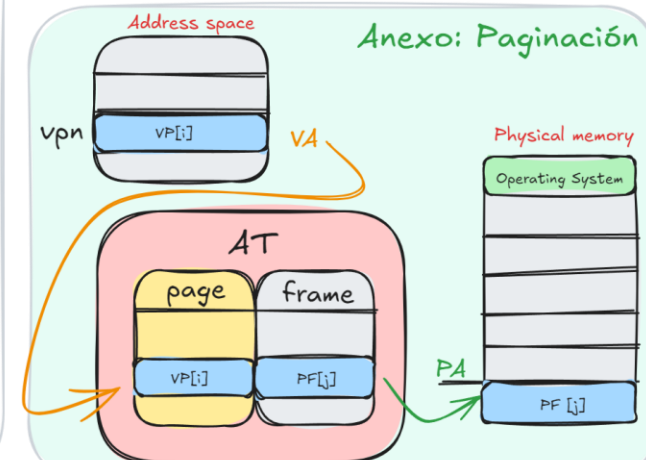 Address space
Anexo: Paginación
vpn
VP[i]
VA
Physical memory
Operating System
AT
page
frame
VP[i]
PF[j]
PA
PF [j]